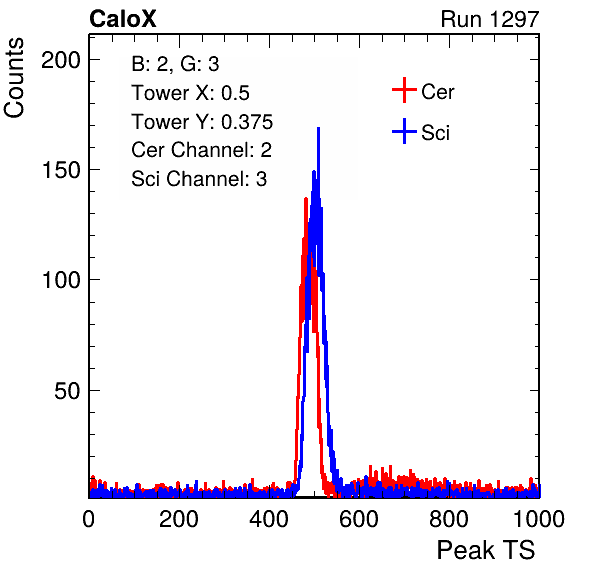 CaloX Run 1297
Counts
B: 2, G: 3
Tower X: 0.5
Tower Y: 0.375
Cer Channel: 2
Sci Channel: 3
Cer
Sci
200
150
100
50
0 200 400 600 800 1000
Peak TS